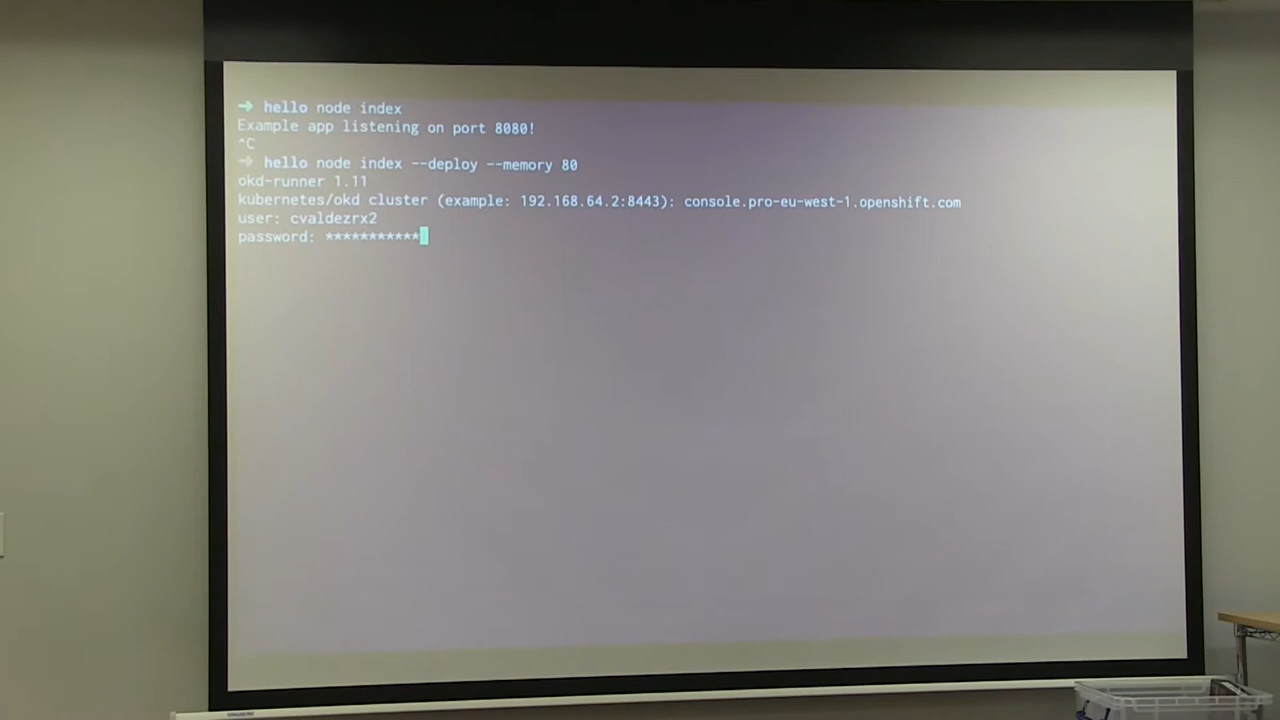 ➜ hello node index
Example app listening on port 8080!
^C
➜ hello node index --deploy --memory 80
okd-runner 1.11
kubernetes/okd cluster (example: 192.168.64.2:8443): console.pro-eu-west-1.openshift.com
user: cvaldezrx2
password: ***********